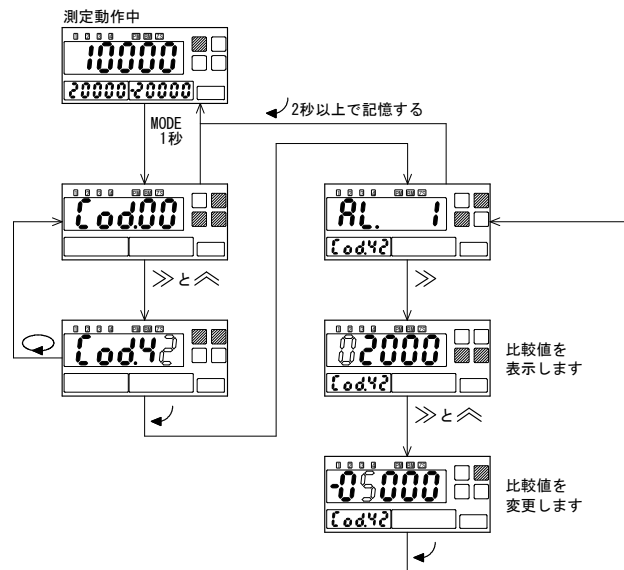 測定動作中
10000
20000
-20000
MODE
1秒
2秒以上で記憶する
Cod.00
≫と︽
Cod.42
AL. 1
Cod.42
≫
02000
Cod.42
比較値を
表示します
≫と︽
-05000
Cod.42
比較値を
変更します